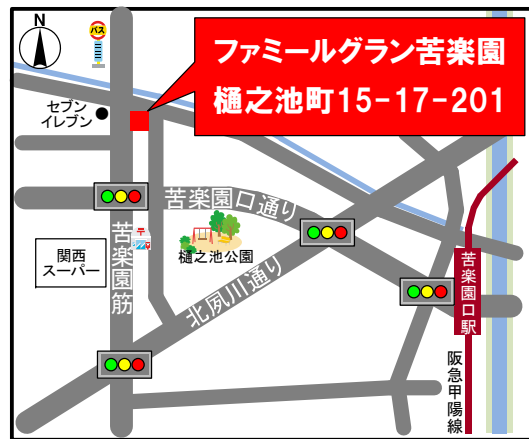 N
バス
ファミールグラン苦楽園
樋之池町15-17-201
セブン
イレブン
苦楽園口通り
苦楽園筋
樋之池公園
関西
スーパー
北夙川通り
苦楽園口駅
阪急甲陽線